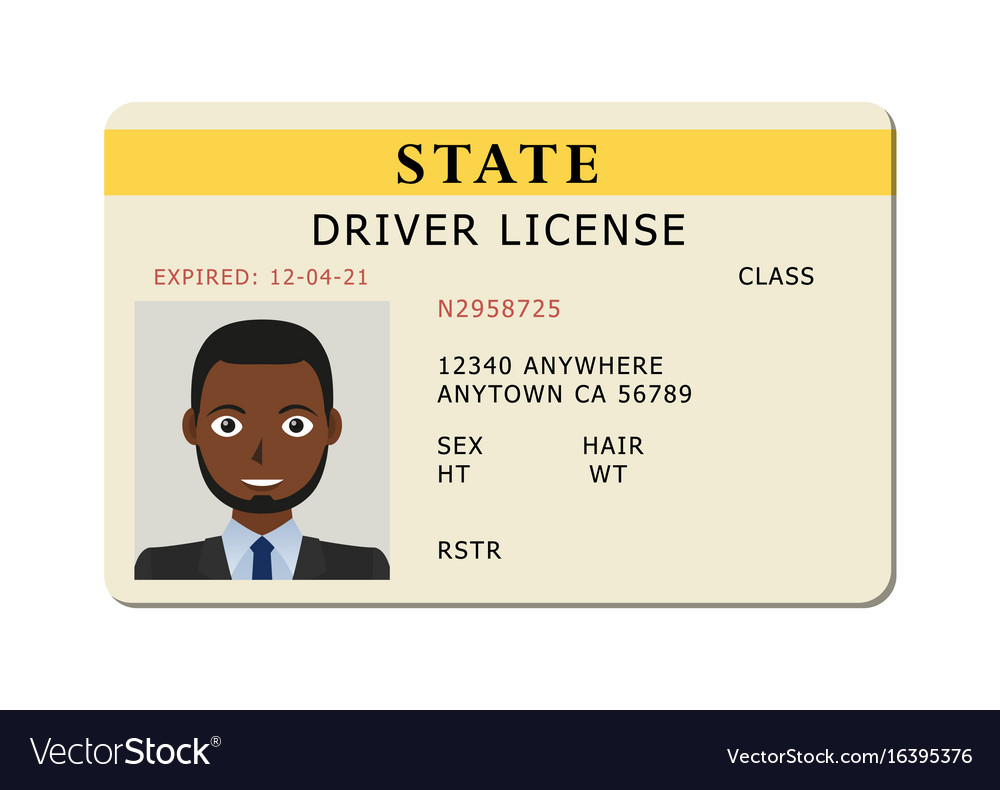 STATE
DRIVER LICENSE
EXPIRED: 12-04-21
CLASS
N2958725
12340 ANYWHERE
ANYTOWN CA 56789
SEX HAIR
HT WT
RSTR
VectorStock®
VectorStock.com/16395376